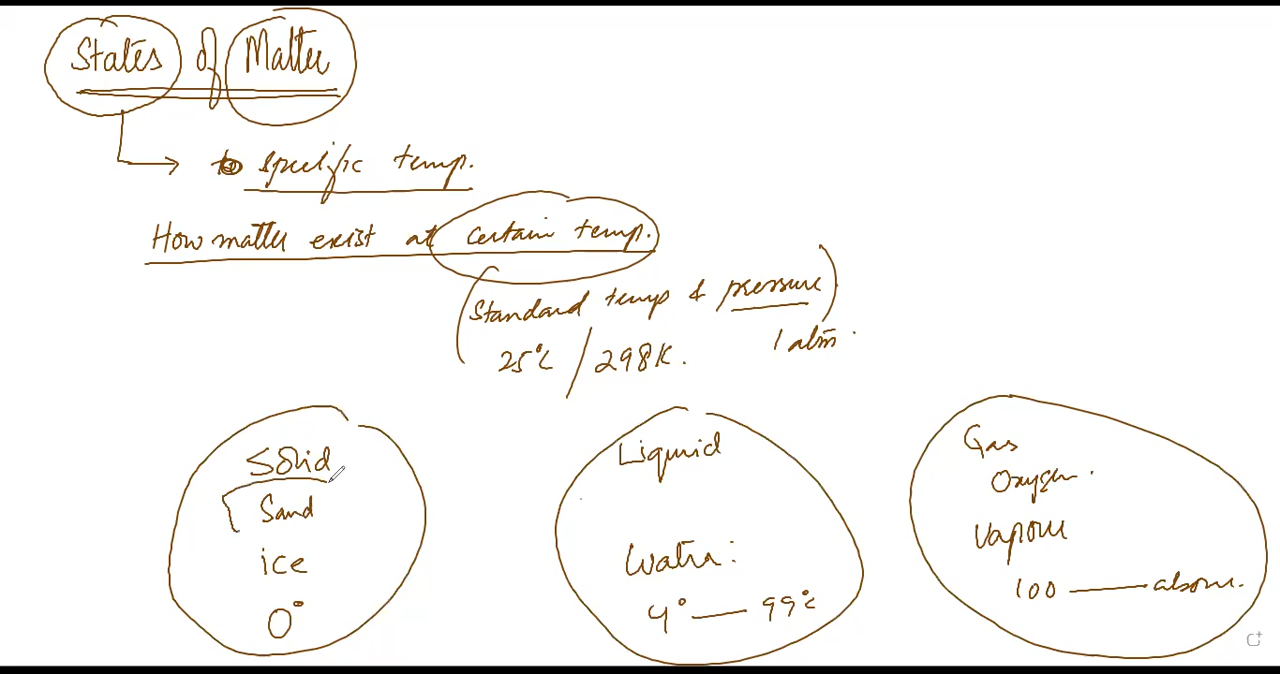 States of Matter
to specific temp.
How matter exist at certain temp.
(Standard temp & pressure)
25°C / 298K. 1 atm.
Solid
Sand
ice
0°
Liquid
Water:
4° — 99°C
Gas
Oxygen.
Vapour
100 — above.